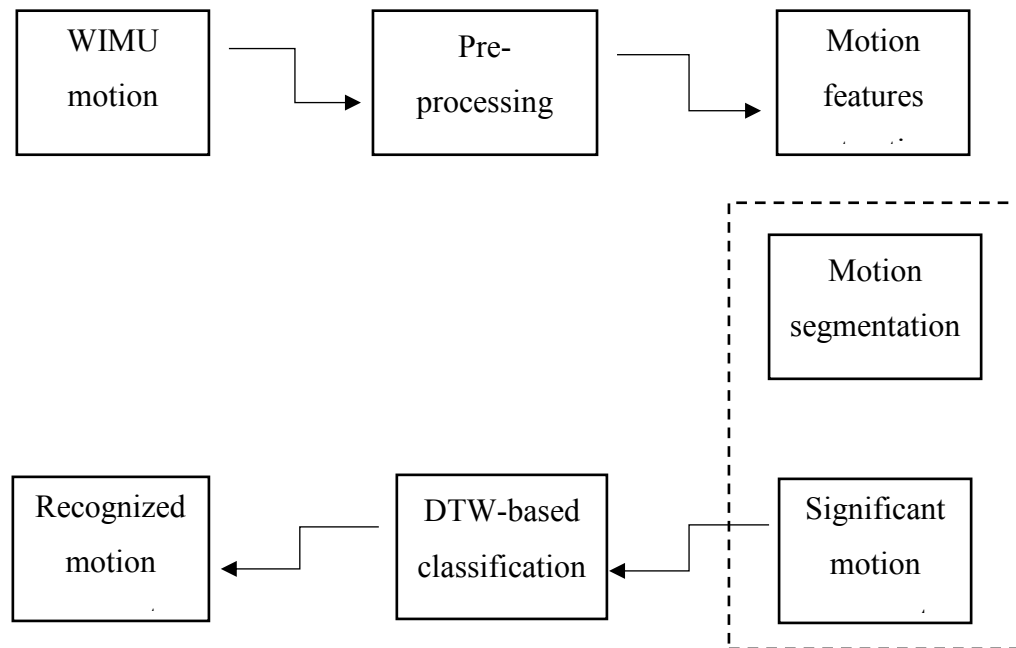 WIMU
motion
Pre-
processing
Motion
features
Motion
segmentation
Significant
motion
DTW-based
classification
Recognized
motion